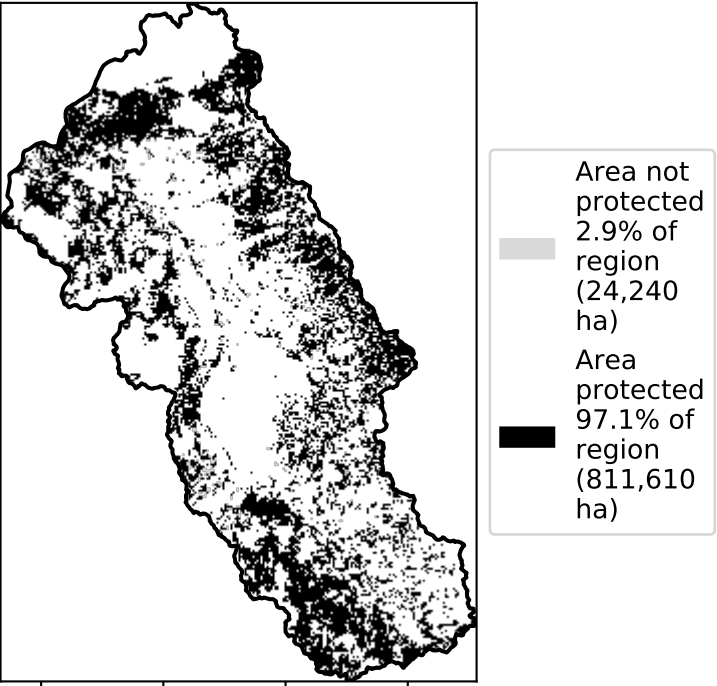 Area not
protected
2.9% of
region
(24,240
ha)
Area
protected
97.1% of
region
(811,610
ha)